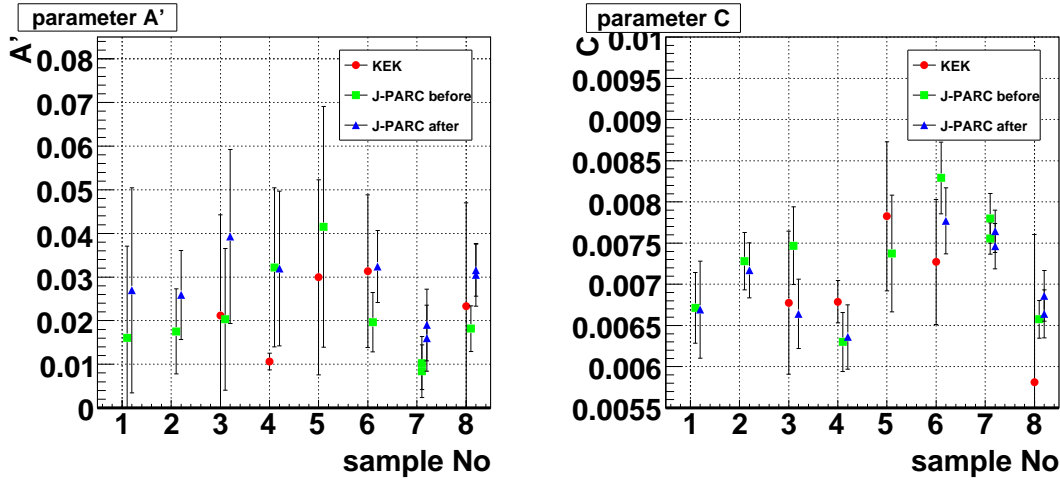 parameter A'
A'
0.08
0.07
0.06
0.05
0.04
0.03
0.02
0.01
0
1 2 3 4 5 6 7 8
sample No
KEK
J-PARC before
J-PARC after
parameter C
C
0.01
0.0095
0.009
0.0085
0.008
0.0075
0.007
0.0065
0.006
0.0055
1 2 3 4 5 6 7 8
sample No
KEK
J-PARC before
J-PARC after